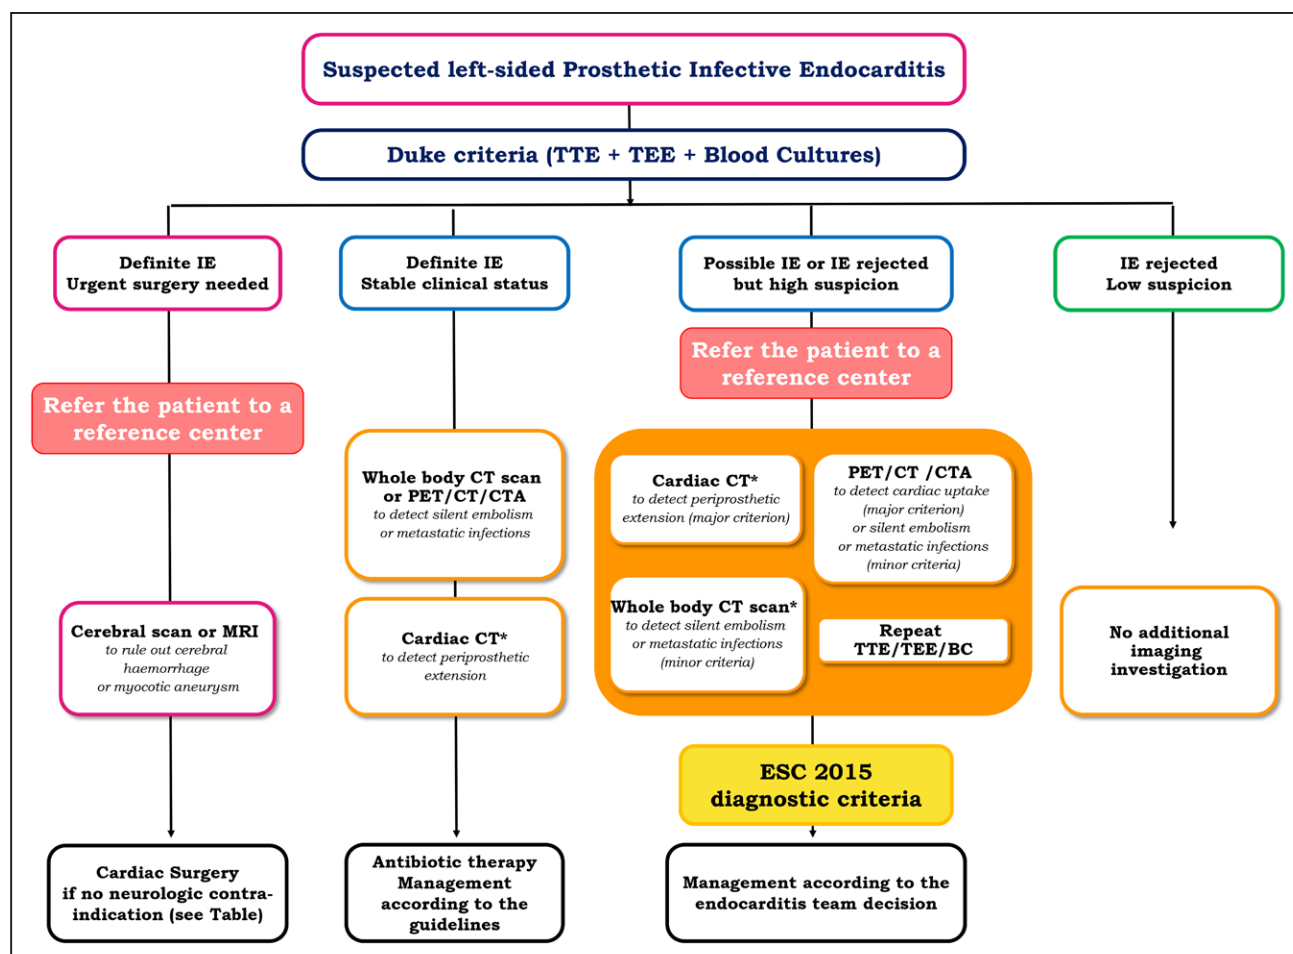 Suspected left-sided Prosthetic Infective Endocarditis
Duke criteria (TTE + TEE + Blood Cultures)
Definite IE
Urgent surgery needed
Refer the patient to a
reference center
Cerebral scan or MRI
to rule out cerebral
haemorrhage
or myocotic aneurysm
Cardiac Surgery
if no neurologic contra-
indication (see Table)
Definite IE
Stable clinical status
Whole body CT scan
or PET/CT/CTA
to detect silent embolism
or metastatic infections
Cardiac CT*
to detect periprosthetic
extension
Antibiotic therapy
Management
according to the
guidelines
Possible IE or IE rejected
but high suspicion
Refer the patient to a
reference center
Cardiac CT*
to detect periprosthetic
extension (major criterion)
PET/CT /CTA
to detect cardiac uptake
(major criterion)
or silent embolism
or metastatic infections
(minor criteria)
Whole body CT scan*
to detect silent embolism
or metastatic infections
(minor criteria)
Repeat
TTE/TEE/BC
ESC 2015
diagnostic criteria
Management according to the
endocarditis team decision
IE rejected
Low suspicion
No additional
imaging
investigation